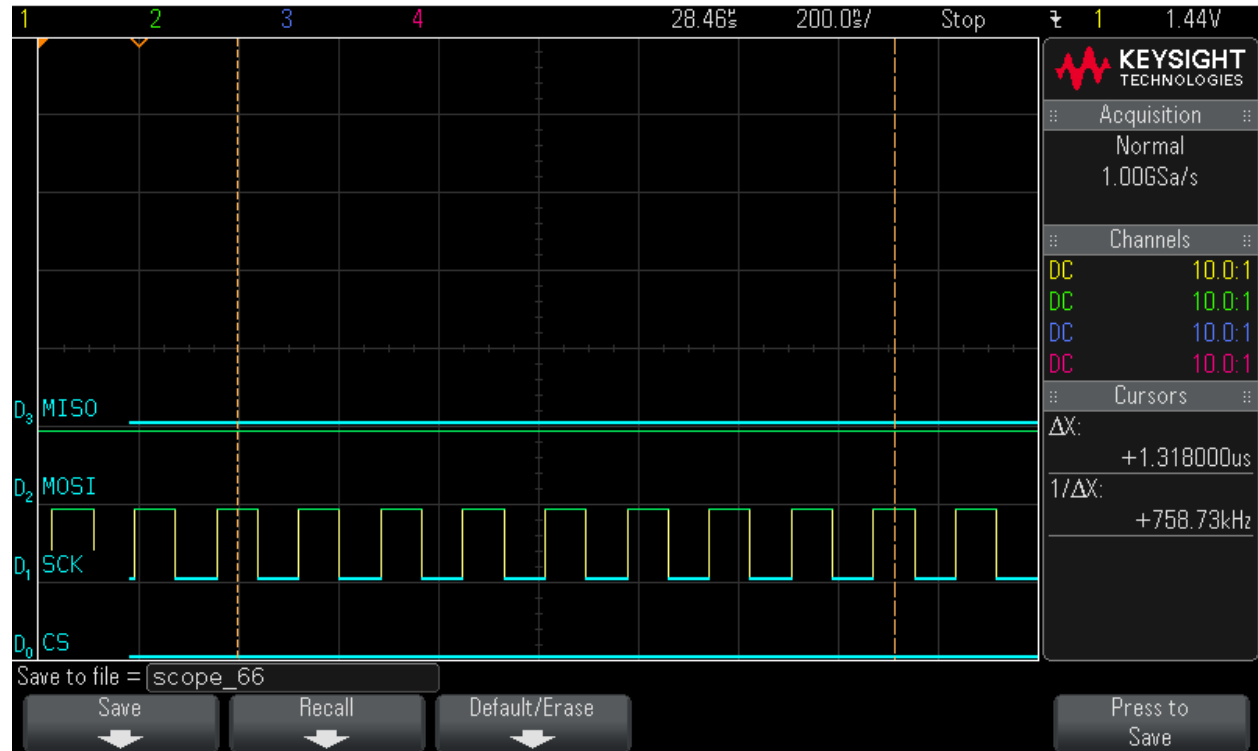 1 2 3 4 28.46us 200.0ns/ Stop 1 1.44V
KEYSIGHT
TECHNOLOGIES
Acquisition
Normal
1.00GSa/s
Channels
DC 10.0:1
DC 10.0:1
DC 10.0:1
DC 10.0:1
Cursors
ΔX:
+1.318000us
1/ΔX:
+758.73kHz
D3 MISO
D2 MOSI
D1 SCK
D0 CS
Save to file = scope_66
Save Recall Default/Erase Press to
Save